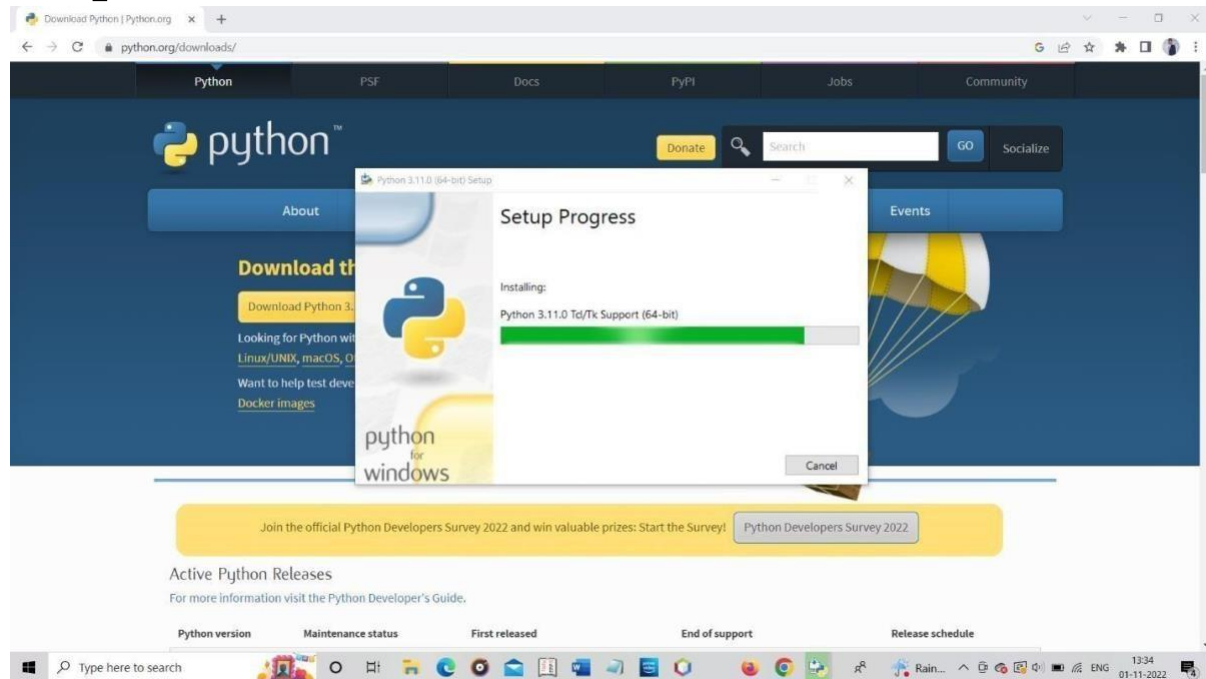 Download Python | Python.org
python.org/downloads/
Python PSF Docs PyPI Jobs Community
python™
Donate Search GO Socialize
Python 3.11.0 (64-bit) Setup
About Events
Setup Progress
Download th
Installing:
Download Python 3.
Python 3.11.0 Tcl/Tk Support (64-bit)
Looking for Python wit
Linux/UNIX, macOS, O
Want to help test deve
Docker images
python
for
windows
Cancel
Join the official Python Developers Survey 2022 and win valuable prizes: Start the Survey! Python Developers Survey 2022
Active Python Releases
For more information visit the Python Developer's Guide.
Python version Maintenance status First released End of support Release schedule
Type here to search Rain... ENG 13:34
01-11-2022